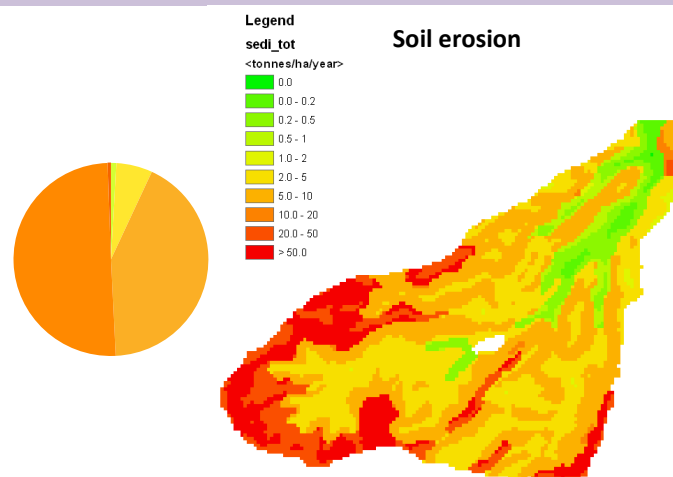 Legend
Soil erosion
sedi_tot
<tonnes/ha/year>
0.0
0.0 - 0.2
0.2 - 0.5
0.5 - 1
1.0 - 2
2.0 - 5
5.0 - 10
10.0 - 20
20.0 - 50
> 50.0